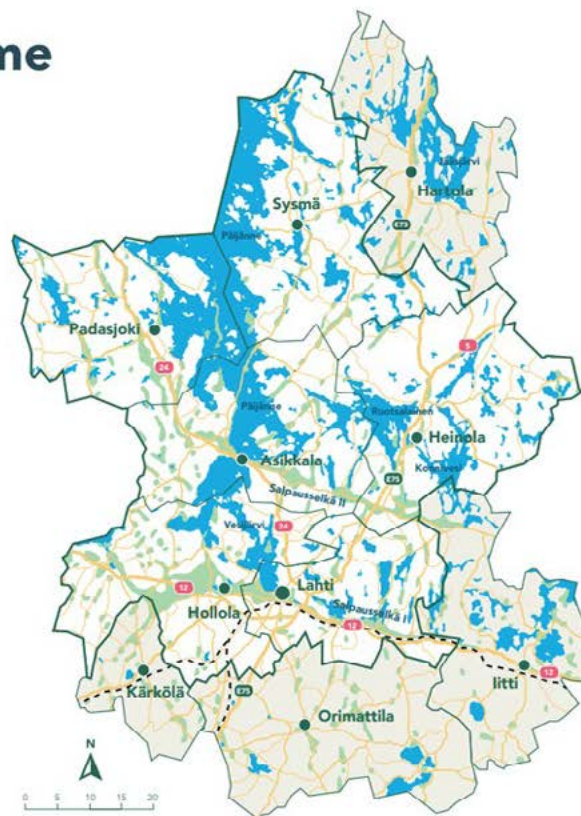 me
Jääsjärvi
Hartola
Sysmä
E75
Päijänne
Padasjoki
24
5
Päijänne
Ruotsalainen
Heinola
Asikkala
Konnivesi
Salpausselkä II
E75
Vesijärvi
24
12
Lahti
Hollola
Salpausselkä I
12
12
Kärkölä
Iitti
E75
Orimattila
N
0 5 10 15 20